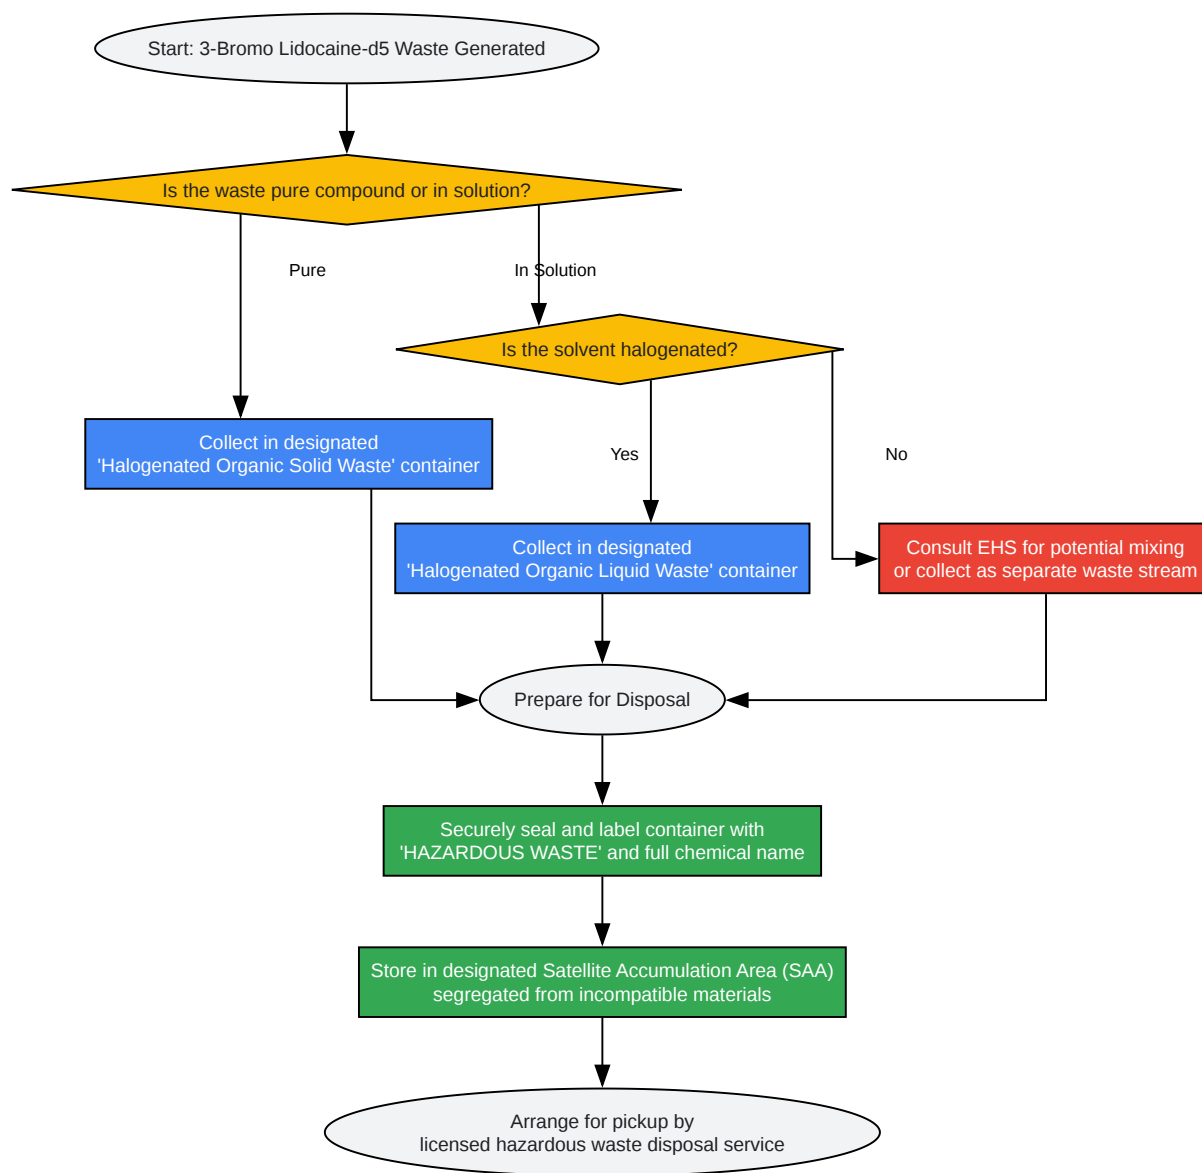 Start: 3-Bromo Lidocaine-d5 Waste Generated
Is the waste pure compound or in solution?
Pure
In Solution
Is the solvent halogenated?
Collect in designated
'Halogenated Organic Solid Waste' container
Yes
No
Collect in designated
'Halogenated Organic Liquid Waste' container
Consult EHS for potential mixing
or collect as separate waste stream
Prepare for Disposal
Securely seal and label container with
'HAZARDOUS WASTE' and full chemical name
Store in designated Satellite Accumulation Area (SAA)
segregated from incompatible materials
Arrange for pickup by
licensed hazardous waste disposal service